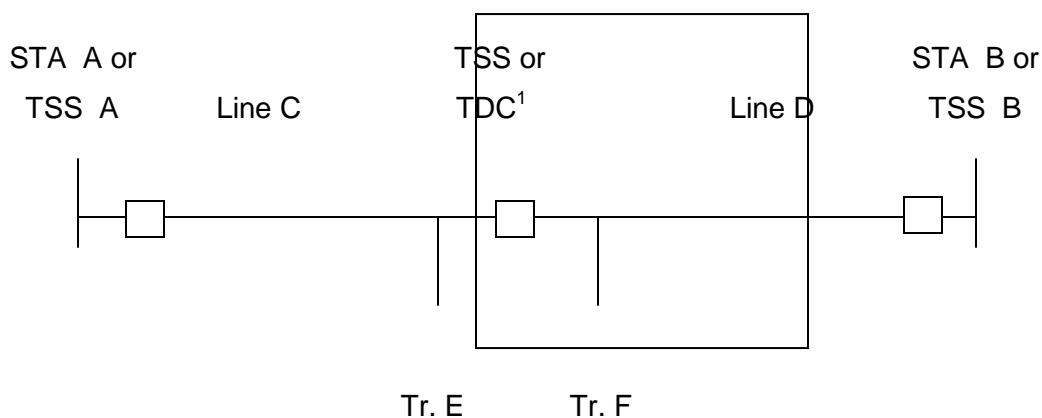 STA A or TSS or STA B or
TSS A Line C TDC¹ Line D TSS B
Tr. E Tr. F